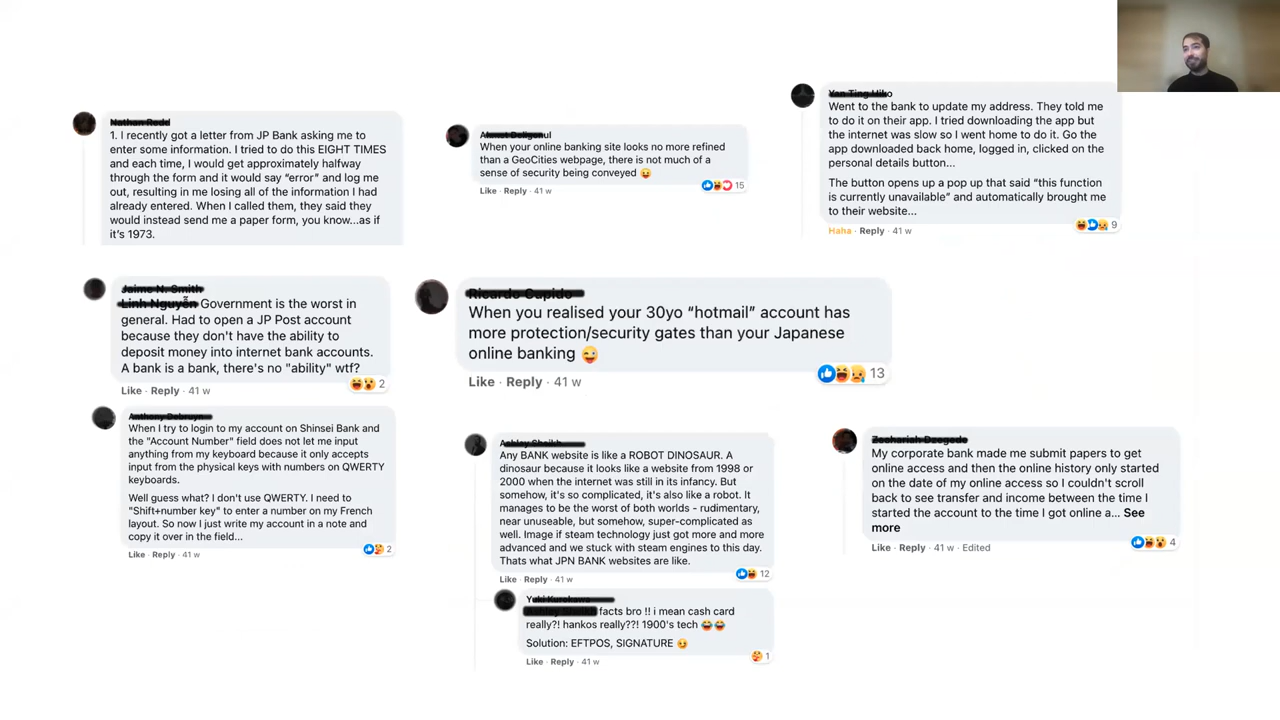 1. I recently got a letter from JP Bank asking me to
enter some information. I tried to do this EIGHT TIMES
and each time, I would get approximately halfway
through the form and it would say “error” and log me
out, resulting in me losing all of the information I had
already entered. When I called them, they said they
would instead send me a paper form, you know...as if
it’s 1973.
When your online banking site looks no more refined
than a GeoCities webpage, there is not much of a
sense of security being conveyed 😛
Like · Reply · 41 w
15
Went to the bank to update my address. They told me
to do it on their app. I tried downloading the app but
the internet was slow so I went home to do it. Go the
app downloaded back home, logged in, clicked on the
personal details button...
The button opens up a pop up that said “this function
is currently unavailable” and automatically brought me
to their website...
Haha · Reply · 41 w
9
Government is the worst in
general. Had to open a JP Post account
because they don't have the ability to
deposit money into internet bank accounts.
A bank is a bank, there's no "ability" wtf?
Like · Reply · 41 w
2
When you realised your 30yo “hotmail” account has
more protection/security gates than your Japanese
online banking 😜
Like · Reply · 41 w
13
When I try to login to my account on Shinsei Bank and
the "Account Number" field does not let me input
anything from my keyboard because it only accepts
input from the physical keys with numbers on QWERTY
keyboards.
Well guess what? I don't use QWERTY. I need to
"Shift+number key" to enter a number on my French
layout. So now I just write my account in a note and
copy it over in the field...
Like · Reply · 41 w
2
Any BANK website is like a ROBOT DINOSAUR. A
dinosaur because it looks like a website from 1998 or
2000 when the internet was still in its infancy. But
somehow, it's so complicated, it's also like a robot. It
manages to be the worst of both worlds - rudimentary,
near unuseable, but somehow, super-complicated as
well. Image if steam technology just got more and more
advanced and we stuck with steam engines to this day.
Thats what JPN BANK websites are like.
Like · Reply · 41 w
12
facts bro !! i mean cash card
really?! hankos really??! 1900's tech 😂😂
Solution: EFTPOS, SIGNATURE 😉
Like · Reply · 41 w
1
My corporate bank made me submit papers to get
online access and then the online history only started
on the date of my online access so I couldn't scroll
back to see transfer and income between the time I
started the account to the time I got online a... See
more
Like · Reply · 41 w · Edited
4